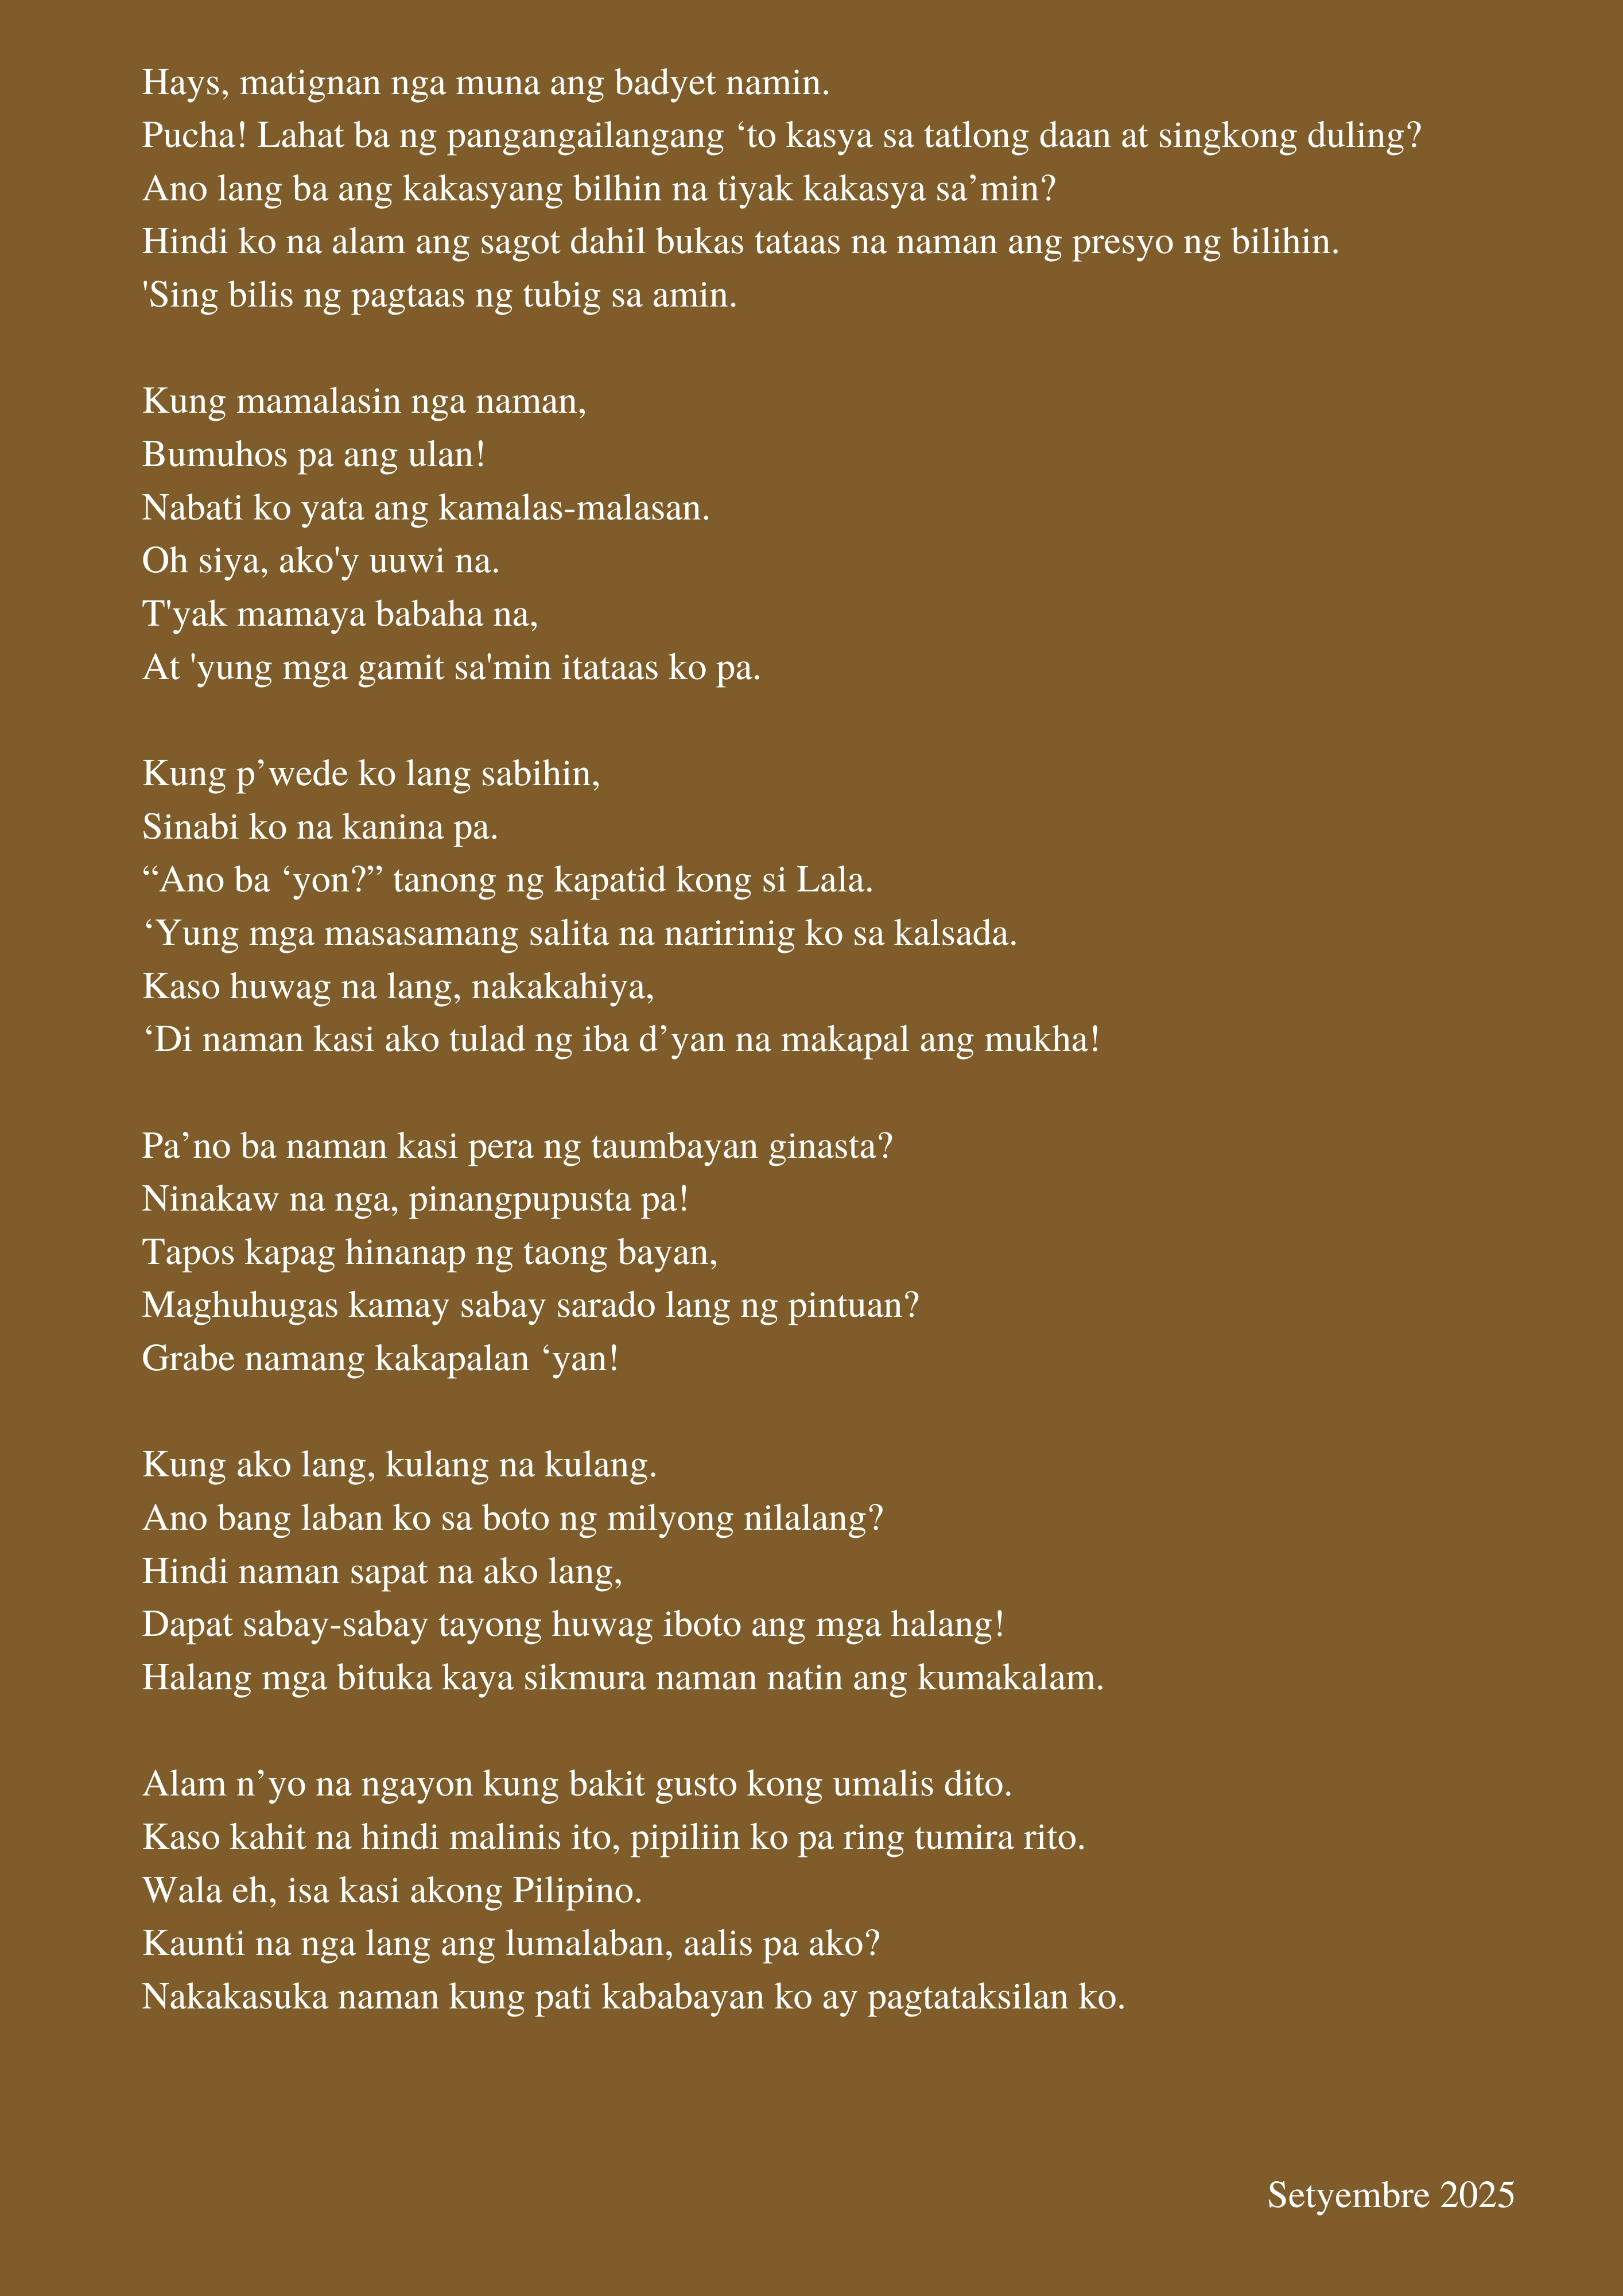 Hays, matignan nga muna ang badyet namin.
Pucha! Lahat ba ng pangangailangang ‘to kasya sa tatlong daan at singkong duling?
Ano lang ba ang kakasyang bilhin na tiyak kakasya sa’min?
Hindi ko na alam ang sagot dahil bukas tataas na naman ang presyo ng bilihin.
'Sing bilis ng pagtaas ng tubig sa amin.

Kung mamalasin nga naman,
Bumuhos pa ang ulan!
Nabati ko yata ang kamalas-malasan.
Oh siya, ako'y uuwi na.
T'yak mamaya babaha na,
At 'yung mga gamit sa'min itataas ko pa.

Kung p’wede ko lang sabihin,
Sinabi ko na kanina pa.
“Ano ba ‘yon?” tanong ng kapatid kong si Lala.
‘Yung mga masasamang salita na naririnig ko sa kalsada.
Kaso huwag na lang, nakakahiya,
‘Di naman kasi ako tulad ng iba d’yan na makapal ang mukha!

Pa’no ba naman kasi pera ng taumbayan ginasta?
Ninakaw na nga, pinangpupusta pa!
Tapos kapag hinanap ng taong bayan,
Maghuhugas kamay sabay sarado lang ng pintuan?
Grabe namang kakapalan ‘yan!

Kung ako lang, kulang na kulang.
Ano bang laban ko sa boto ng milyong nilalang?
Hindi naman sapat na ako lang,
Dapat sabay-sabay tayong huwag iboto ang mga halang!
Halang mga bituka kaya sikmura naman natin ang kumakalam.

Alam n’yo na ngayon kung bakit gusto kong umalis dito.
Kaso kahit na hindi malinis ito, pipiliin ko pa ring tumira rito.
Wala eh, isa kasi akong Pilipino.
Kaunti na nga lang ang lumalaban, aalis pa ako?
Nakakasuka naman kung pati kababayan ko ay pagtataksilan ko.

Setyembre 2025